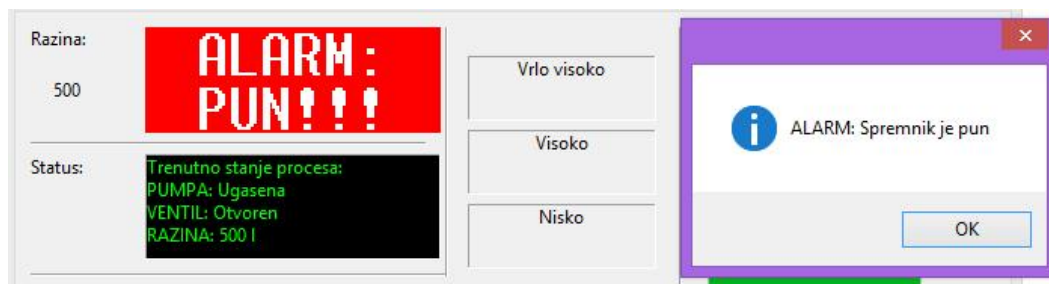 Razina:
500
ALARM:
PUN!!!
Status:
Trenutno stanje procesa:
PUMPA: Ugasena
VENTIL: Otvoren
RAZINA: 500 l
Vrlo visoko
Visoko
Nisko
ALARM: Spremnik je pun
OK